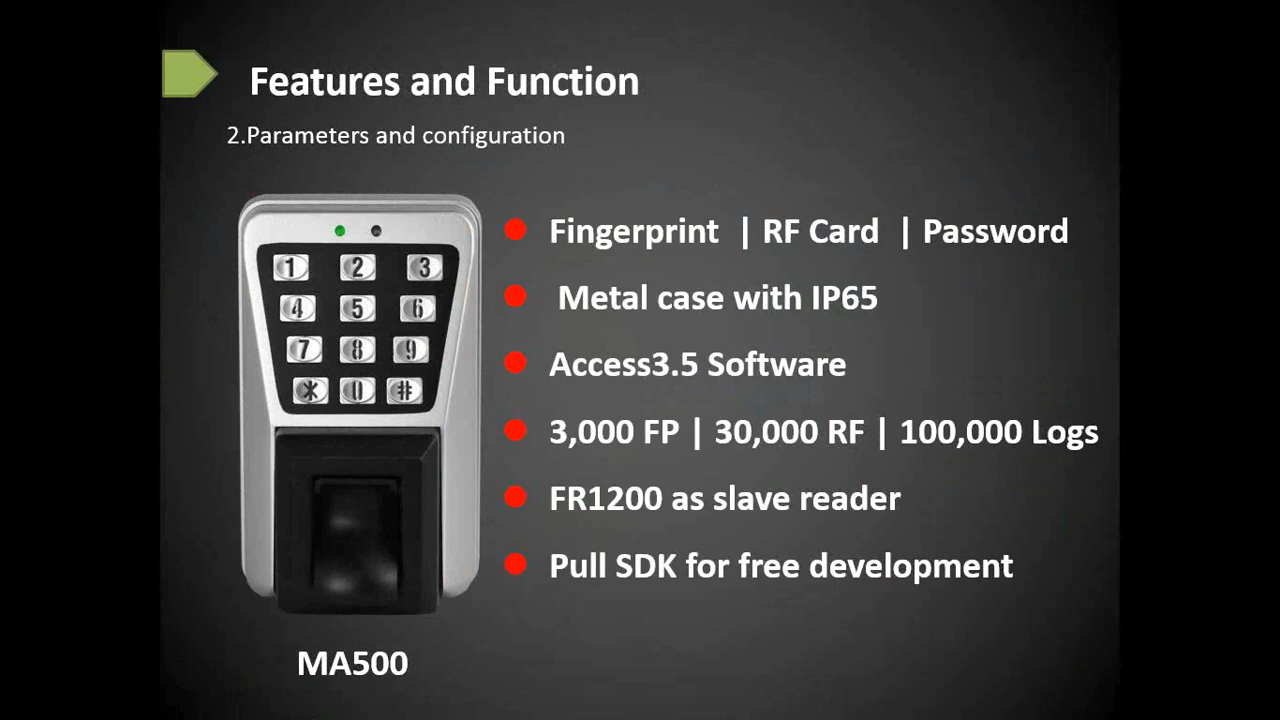 Features and Function
2.Parameters and configuration
1 2 3
4 5 6
7 8 9
* 0 #
Fingerprint | RF Card | Password
Metal case with IP65
Access3.5 Software
3,000 FP | 30,000 RF | 100,000 Logs
FR1200 as slave reader
Pull SDK for free development
MA500